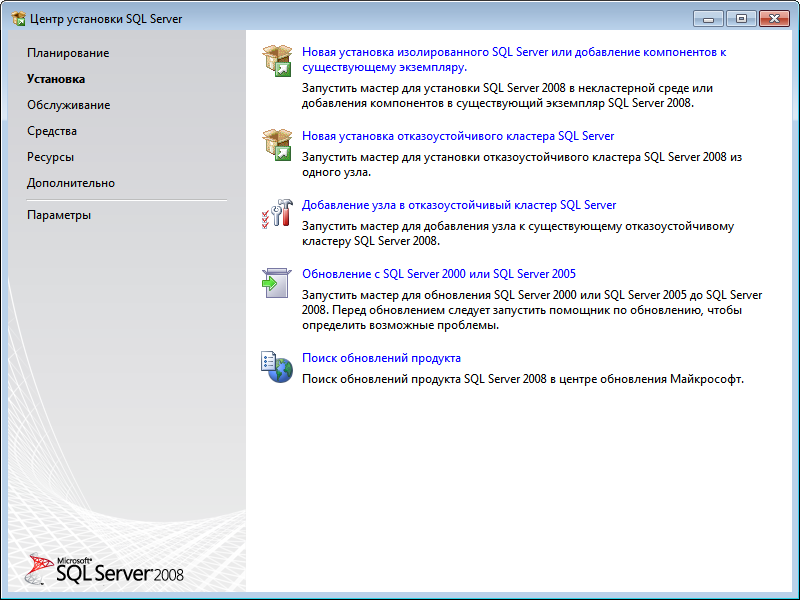 Центр установки SQL Server
Планирование
Установка
Обслуживание
Средства
Ресурсы
Дополнительно
Параметры
Microsoft®
SQL Server 2008
Новая установка изолированного SQL Server или добавление компонентов к
существующему экземпляру.
Запустить мастер для установки SQL Server 2008 в некластерной среде или
добавления компонентов в существующий экземпляр SQL Server 2008.
Новая установка отказоустойчивого кластера SQL Server
Запустить мастер для установки отказоустойчивого кластера SQL Server 2008 из
одного узла.
Добавление узла в отказоустойчивый кластер SQL Server
Запустить мастер для добавления узла к существующему отказоустойчивому
кластеру SQL Server 2008.
Обновление с SQL Server 2000 или SQL Server 2005
Запустить мастер для обновления SQL Server 2000 или SQL Server 2005 до SQL Server
2008. Перед обновлением следует запустить помощник по обновлению, чтобы
определить возможные проблемы.
Поиск обновлений продукта
Поиск обновлений продукта SQL Server 2008 в центре обновления Майкрософт.